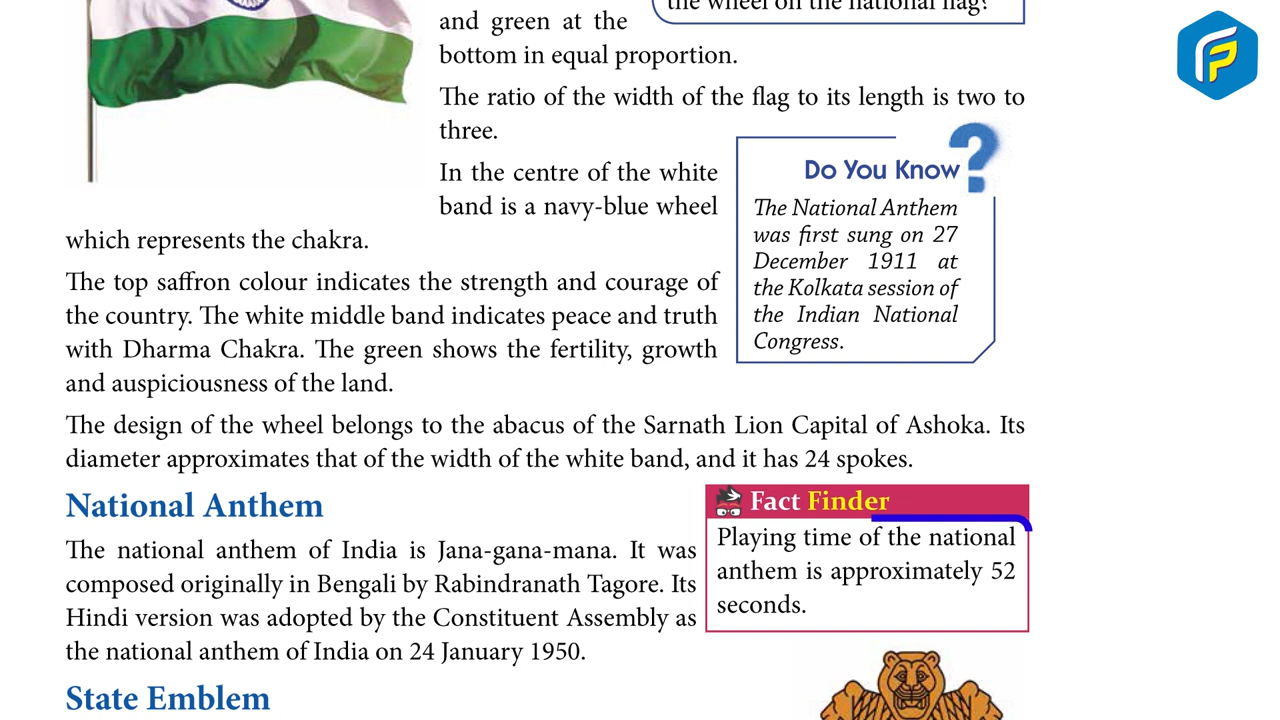 the wheel on the national flag?
and green at the
bottom in equal proportion.
The ratio of the width of the flag to its length is two to
three.
In the centre of the white
band is a navy-blue wheel
which represents the chakra.
The top saffron colour indicates the strength and courage of
the country. The white middle band indicates peace and truth
with Dharma Chakra. The green shows the fertility, growth
and auspiciousness of the land.
Do You Know ?
The National Anthem
was first sung on 27
December 1911 at
the Kolkata session of
the Indian National
Congress.
The design of the wheel belongs to the abacus of the Sarnath Lion Capital of Ashoka. Its
diameter approximates that of the width of the white band, and it has 24 spokes.
National Anthem
The national anthem of India is Jana-gana-mana. It was
composed originally in Bengali by Rabindranath Tagore. Its
Hindi version was adopted by the Constituent Assembly as
the national anthem of India on 24 January 1950.
Fact Finder
Playing time of the national
anthem is approximately 52
seconds.
State Emblem